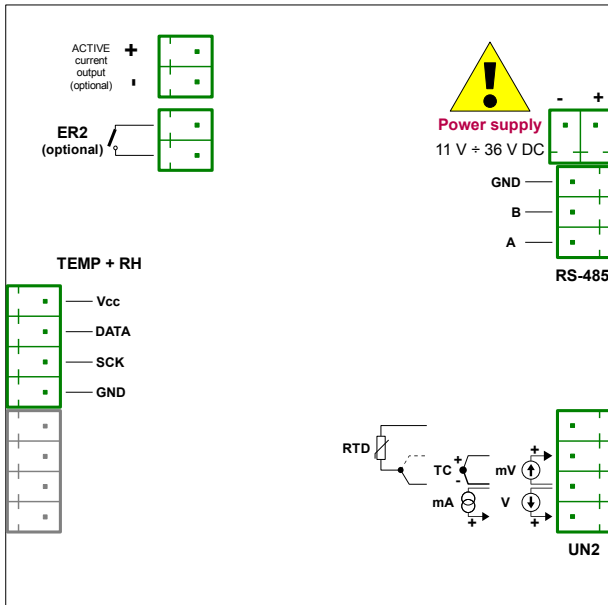 ACTIVE
current
output
(optional)
+
-
ER2
(optional)
!
Power supply
11 V ÷ 36 V DC
- +
GND
B
A
RS-485
TEMP + RH
Vcc
DATA
SCK
GND
RTD
TC
+
-
mA
+
mV
+
V
+
UN2